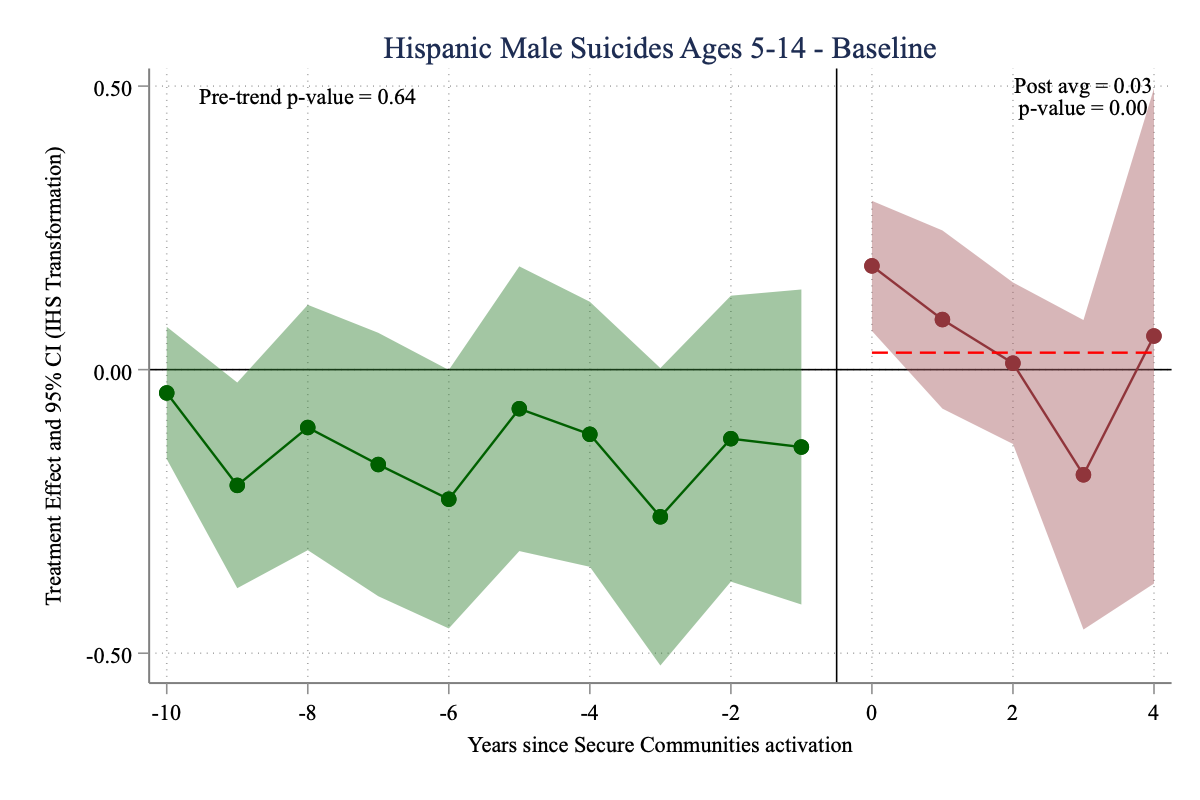 Hispanic Male Suicides Ages 5-14 - Baseline
Pre-trend p-value = 0.64
Post avg = 0.03
p-value = 0.00
Treatment Effect and 95% CI (IHS Transformation)
0.50
0.00
-0.50
-10 -8 -6 -4 -2 0 2 4
Years since Secure Communities activation